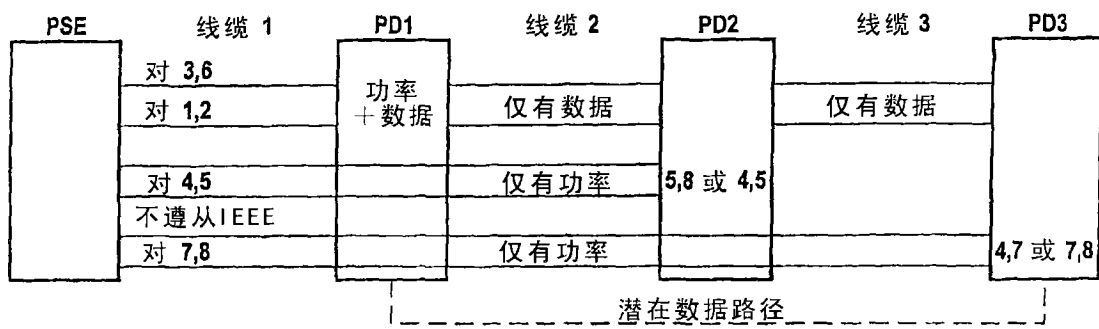 PSE 线缆 1 PD1 线缆 2 PD2 线缆 3 PD3
对 3,6
功率
+数据
对 1,2 仅有数据 仅有数据
对 4,5 仅有功率 5,8 或 4,5
不遵从IEEE
对 7,8 仅有功率 4,7 或 7,8
潜在数据路径